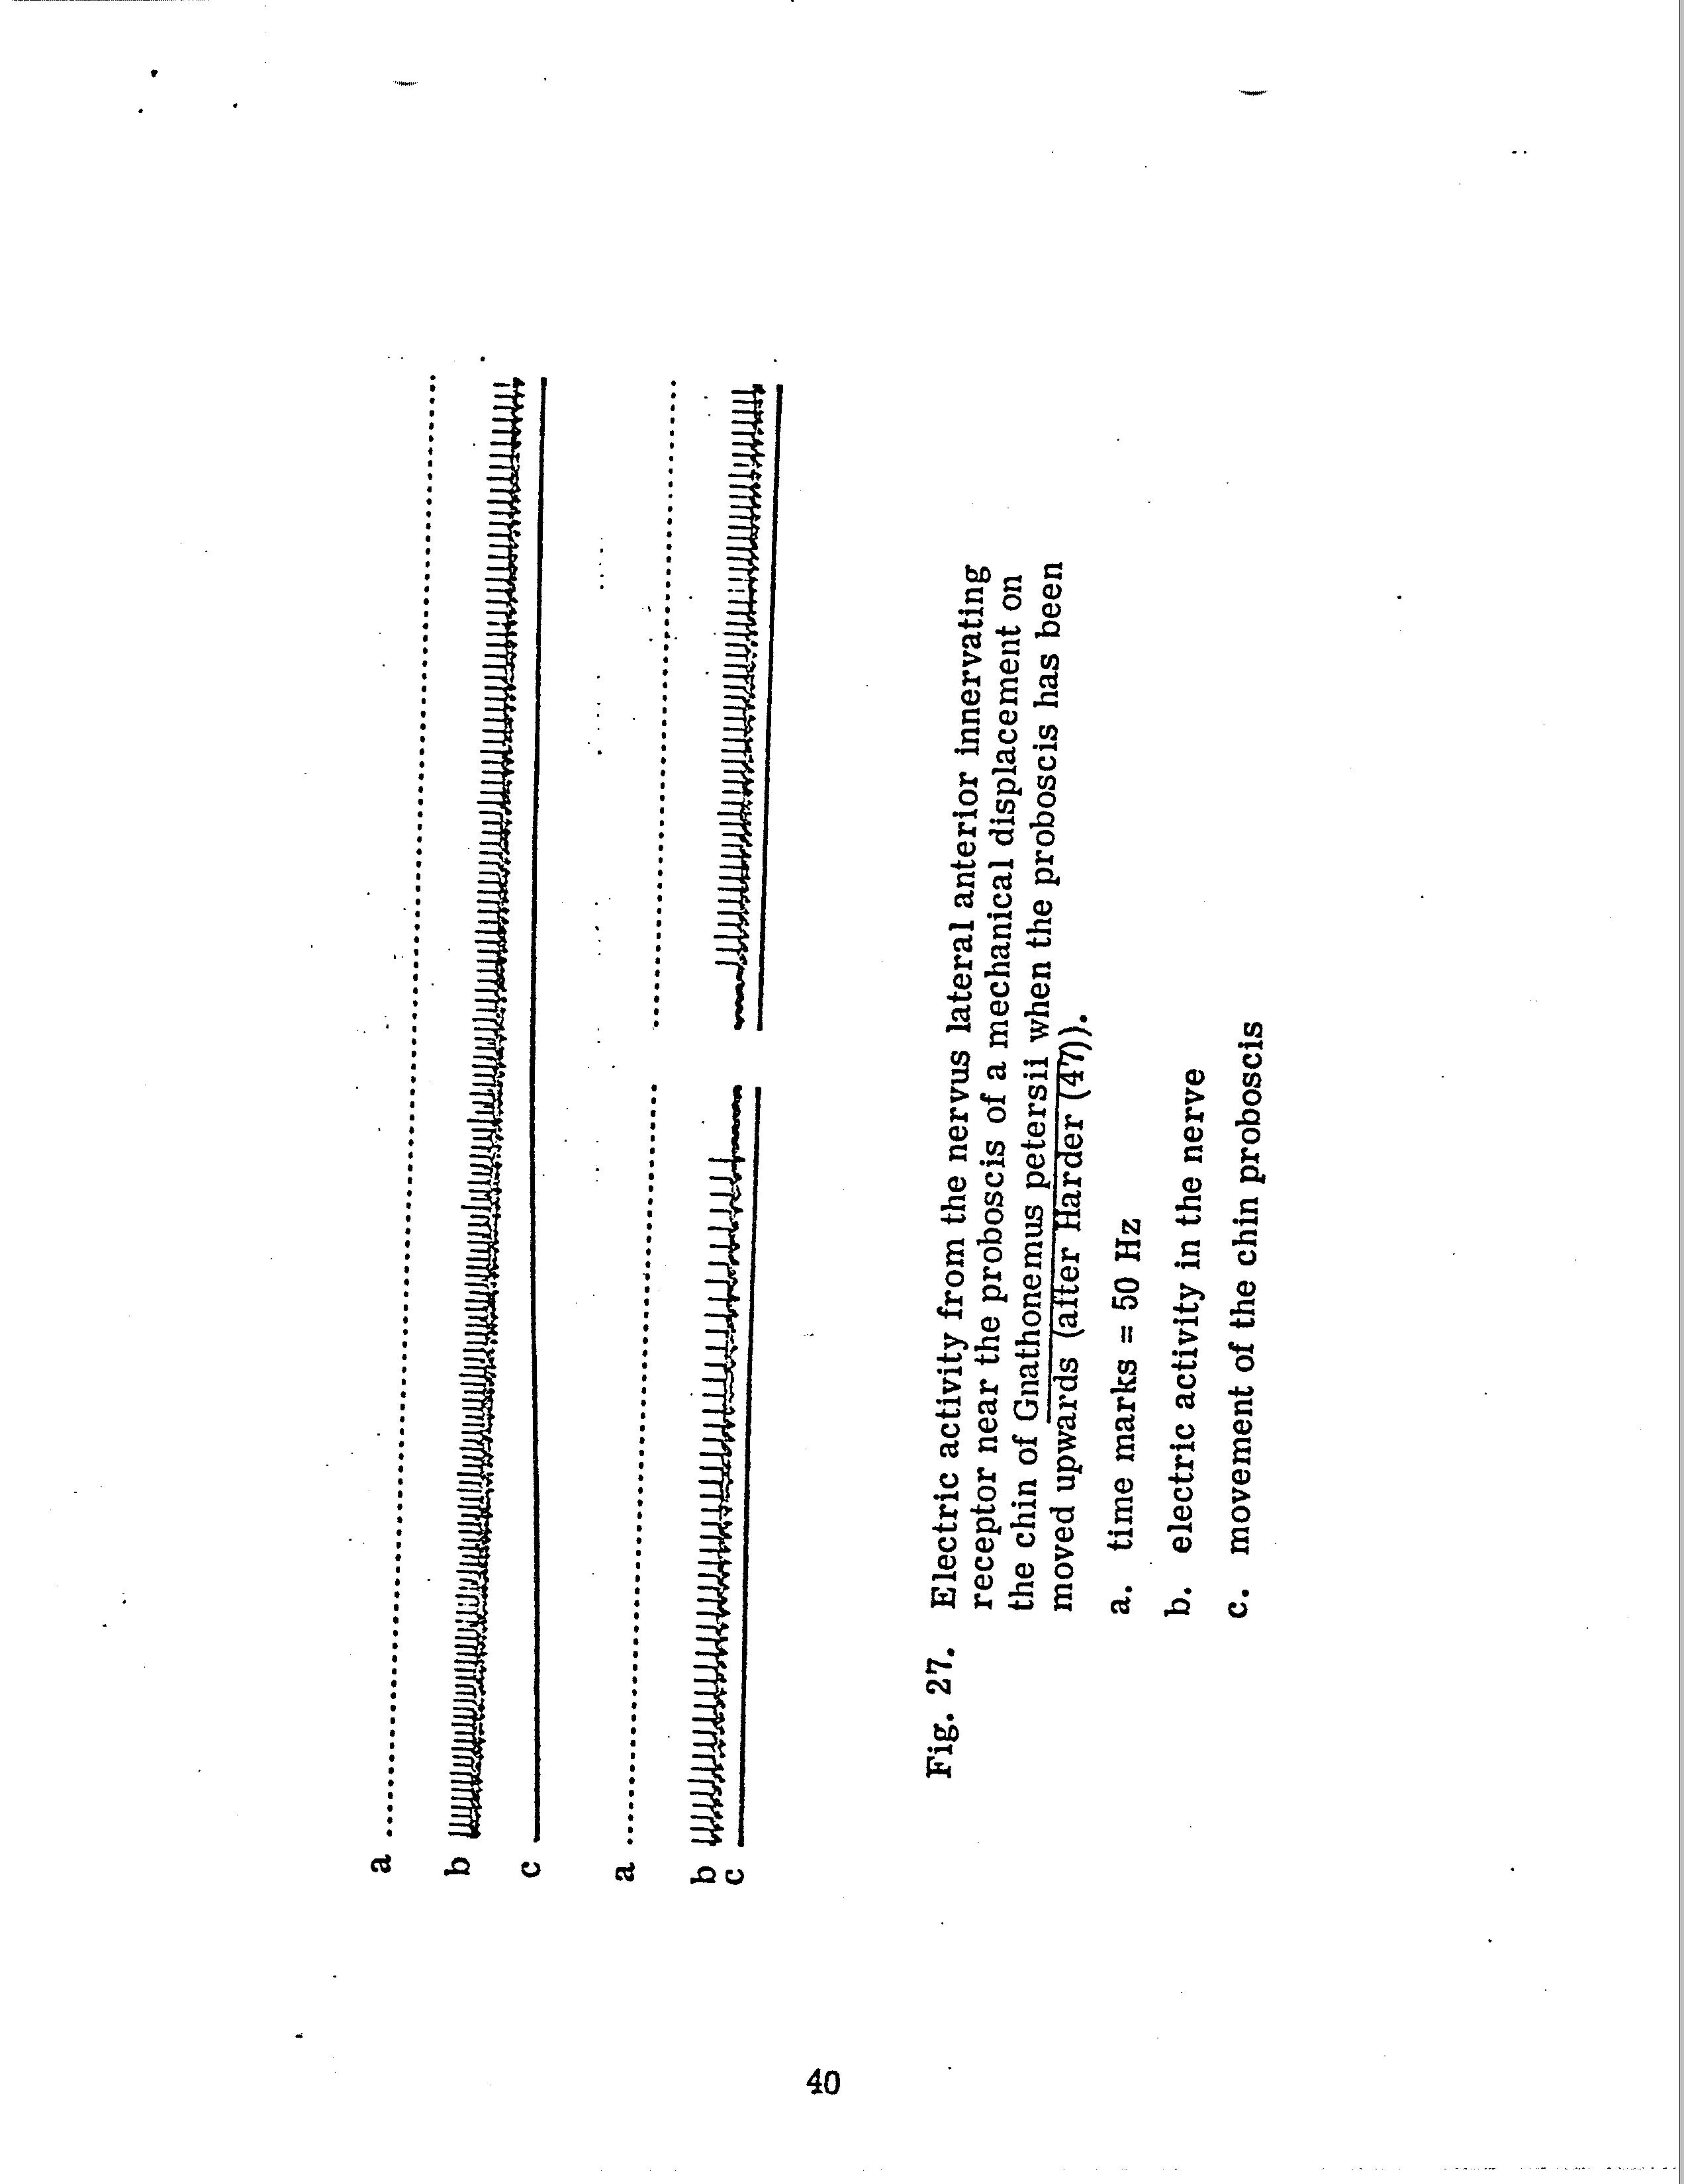 a
b
c
a
b
c
Fig. 27. Electric activity from the nervus lateral anterior innervating
receptor near the proboscis of a mechanical displacement on
the chin of Gnathonemus petersii when the proboscis has been
moved upwards (after Harder (47)).
a. time marks = 50 Hz
b. electric activity in the nerve
c. movement of the chin proboscis
40